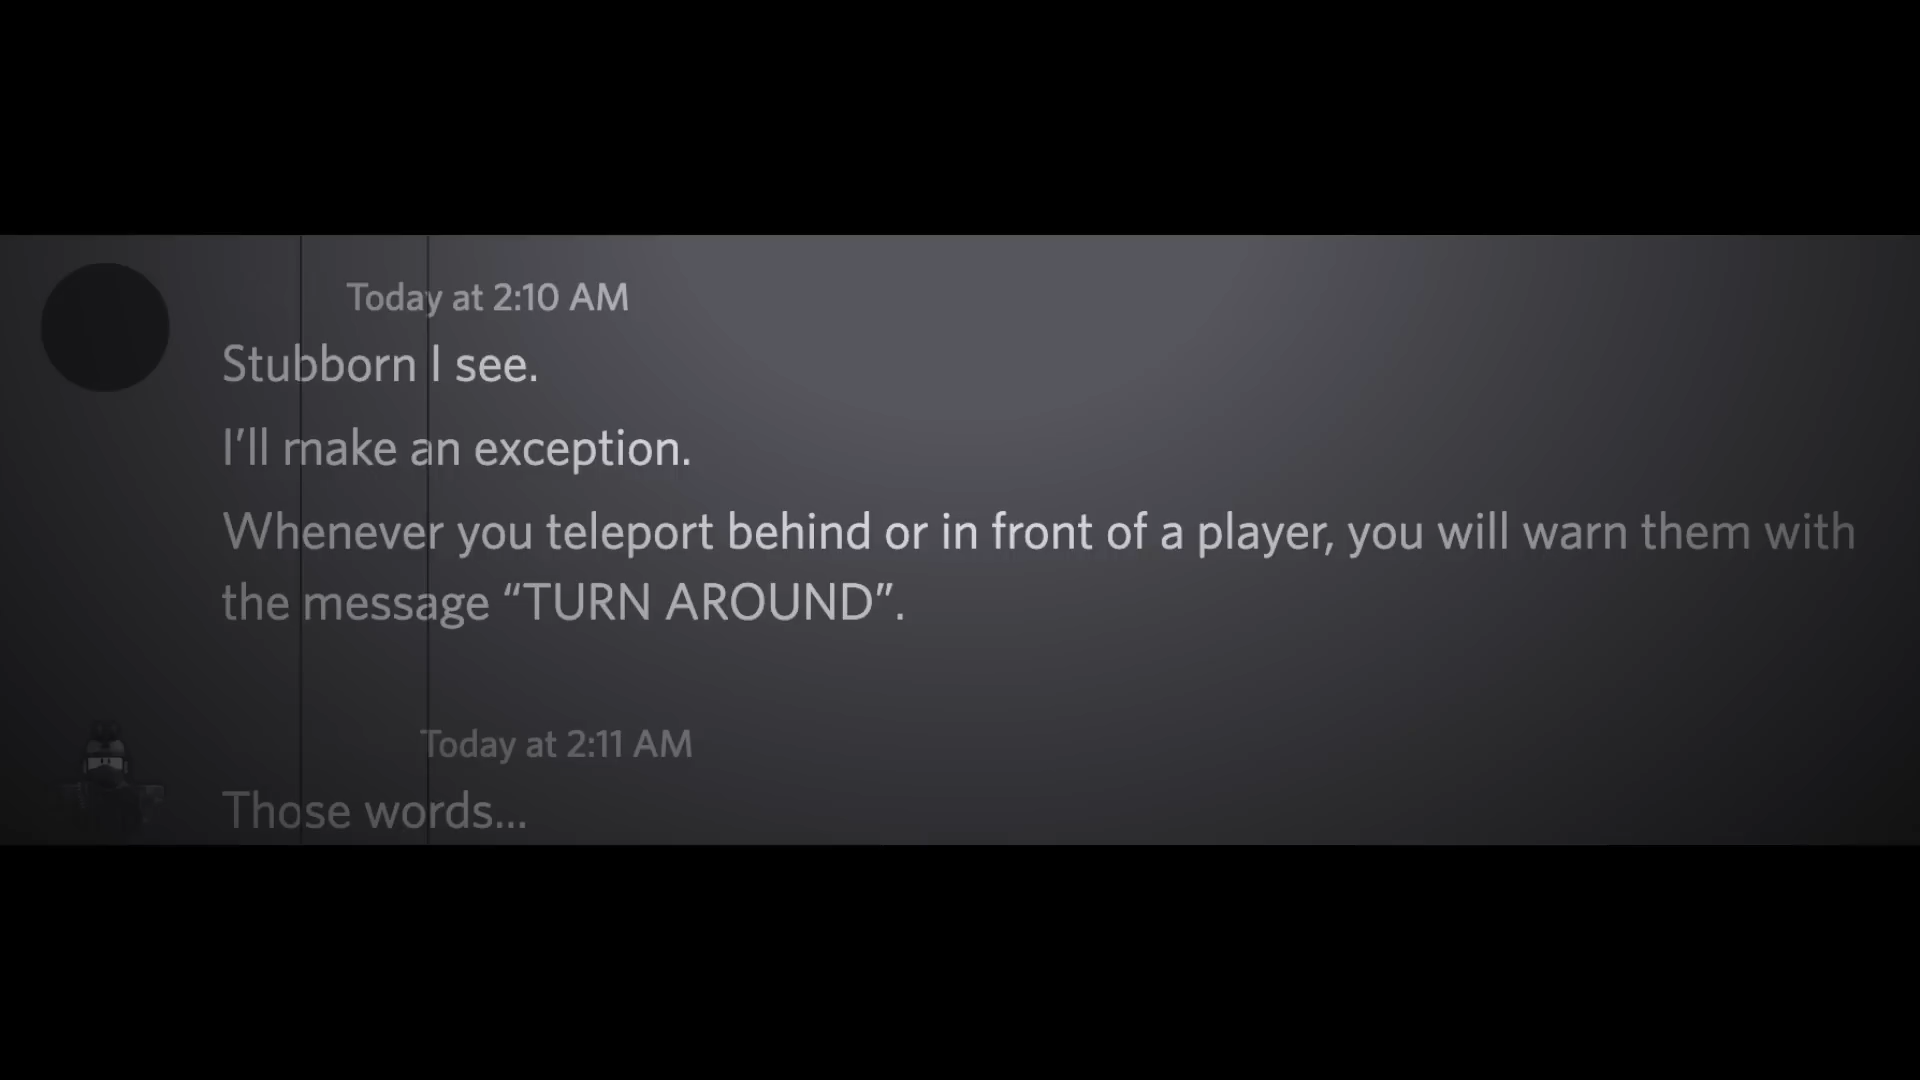 Today at 2:10 AM
Stubborn I see.
I’ll make an exception.
Whenever you teleport behind or in front of a player, you will warn them with
the message “TURN AROUND”.
Today at 2:11 AM
Those words...